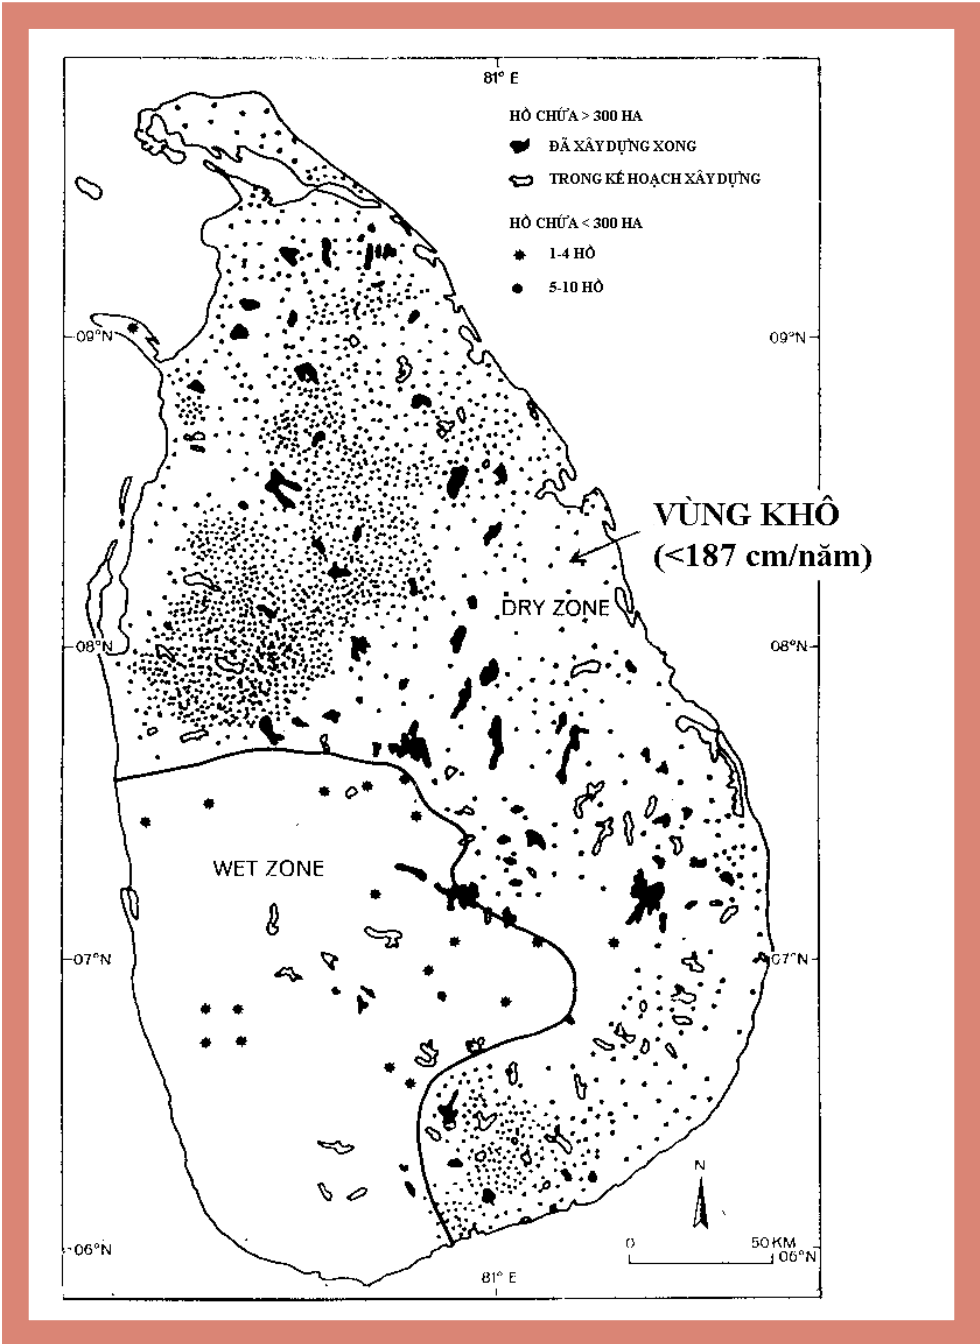 81° E
HỒ CHỨA > 300 HA
ĐÃ XÂY DỰNG XONG
TRONG KẾ HOẠCH XÂY DỰNG
HỒ CHỨA < 300 HA
1-4 HỒ
5-10 HỒ
09°N
09°N
VÙNG KHÔ
(<187 cm/năm)
DRY ZONE
08°N
08°N
WET ZONE
07°N
07°N
N
0 50 KM
06°N
06°N
81° E